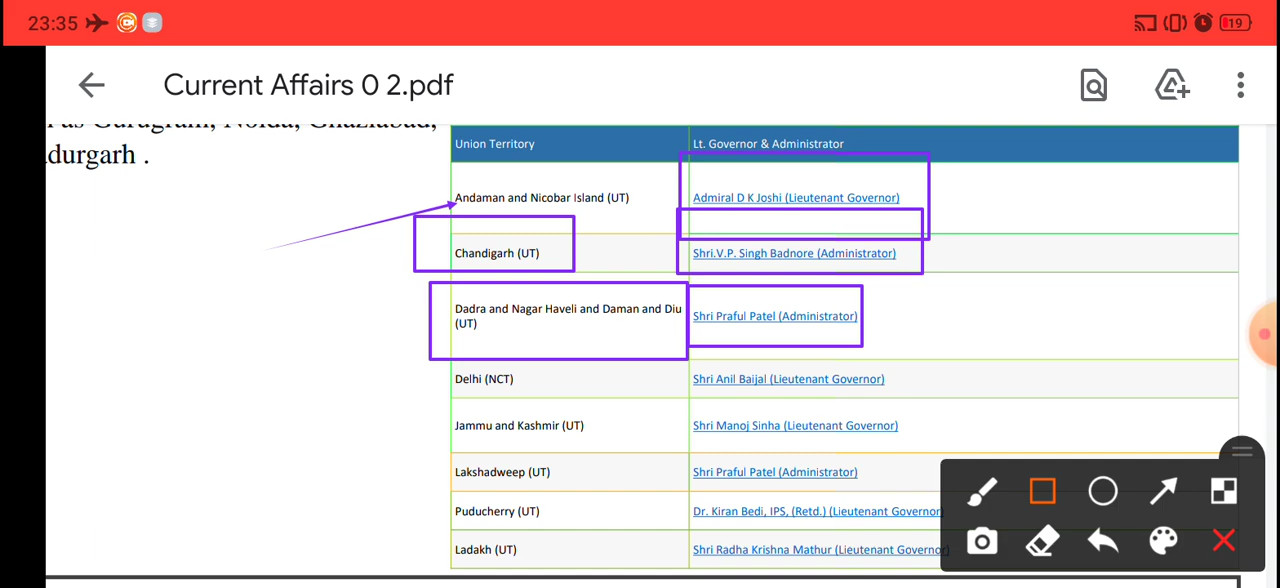 23:35
19
Current Affairs 0 2.pdf
Gurugram, Noida, Ghaziabad,
durgarh .
Union Territory
Lt. Governor & Administrator
Andaman and Nicobar Island (UT)
Admiral D K Joshi (Lieutenant Governor)
Chandigarh (UT)
Shri.V.P. Singh Badnore (Administrator)
Dadra and Nagar Haveli and Daman and Diu
(UT)
Shri Praful Patel (Administrator)
Delhi (NCT)
Shri Anil Baijal (Lieutenant Governor)
Jammu and Kashmir (UT)
Shri Manoj Sinha (Lieutenant Governor)
Lakshadweep (UT)
Shri Praful Patel (Administrator)
Puducherry (UT)
Dr. Kiran Bedi, IPS, (Retd.) (Lieutenant Governor
Ladakh (UT)
Shri Radha Krishna Mathur (Lieutenant Governor)